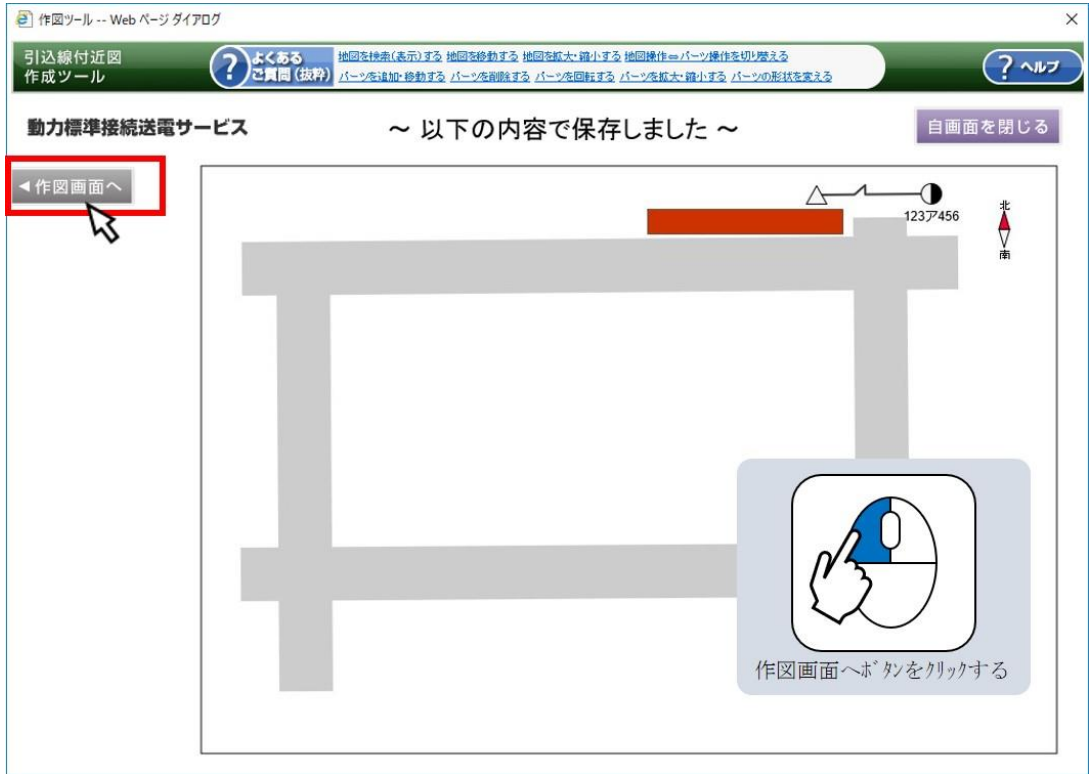 作図ツール -- Web ページ ダイアログ
引込線付近図
作成ツール
よくある
ご質問(抜粋)
地図を検索(表示)する 地図を移動する 地図を拡大・縮小する 地図操作⇔パーツ操作を切り替える
パーツを追加・移動する パーツを削除する パーツを回転する パーツを拡大・縮小する パーツの形状を変える
? ヘルプ
動力標準接続送電サービス
～ 以下の内容で保存しました ～
自画面を閉じる
◀作図画面へ
123ア456
北
南
作図画面へボタンをクリックする